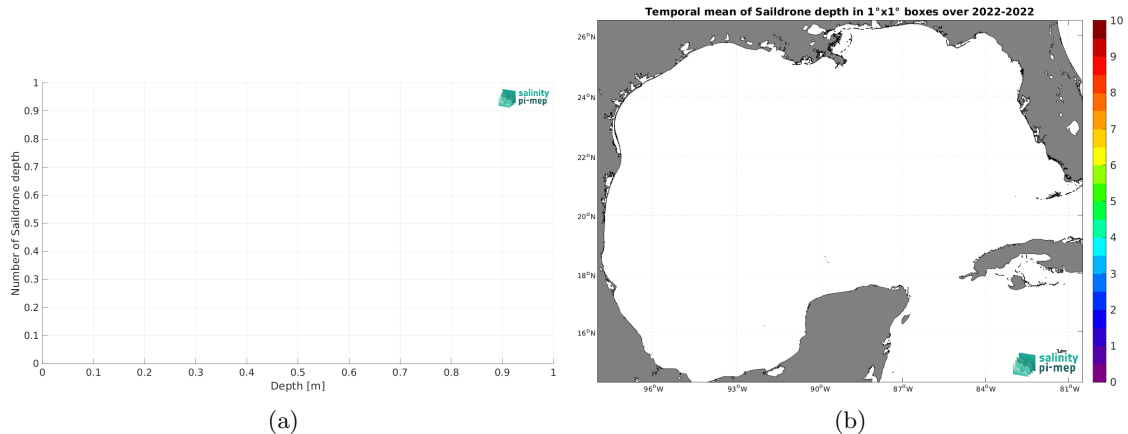 Temporal mean of Saildrone depth in 1°x1° boxes over 2022-2022
1
0.9
0.8
0.7
0.6
0.5
0.4
0.3
0.2
0.1
0
Number of Saildrone depth
0
0.1
0.2
0.3
0.4
0.5
0.6
0.7
0.8
0.9
1
Depth [m]
salinity
pi-mep
(a)
26°N
24°N
22°N
20°N
18°N
16°N
96°W
93°W
90°W
87°W
84°W
81°W
salinity
pi-mep
10
9
8
7
6
5
4
3
2
1
0
(b)